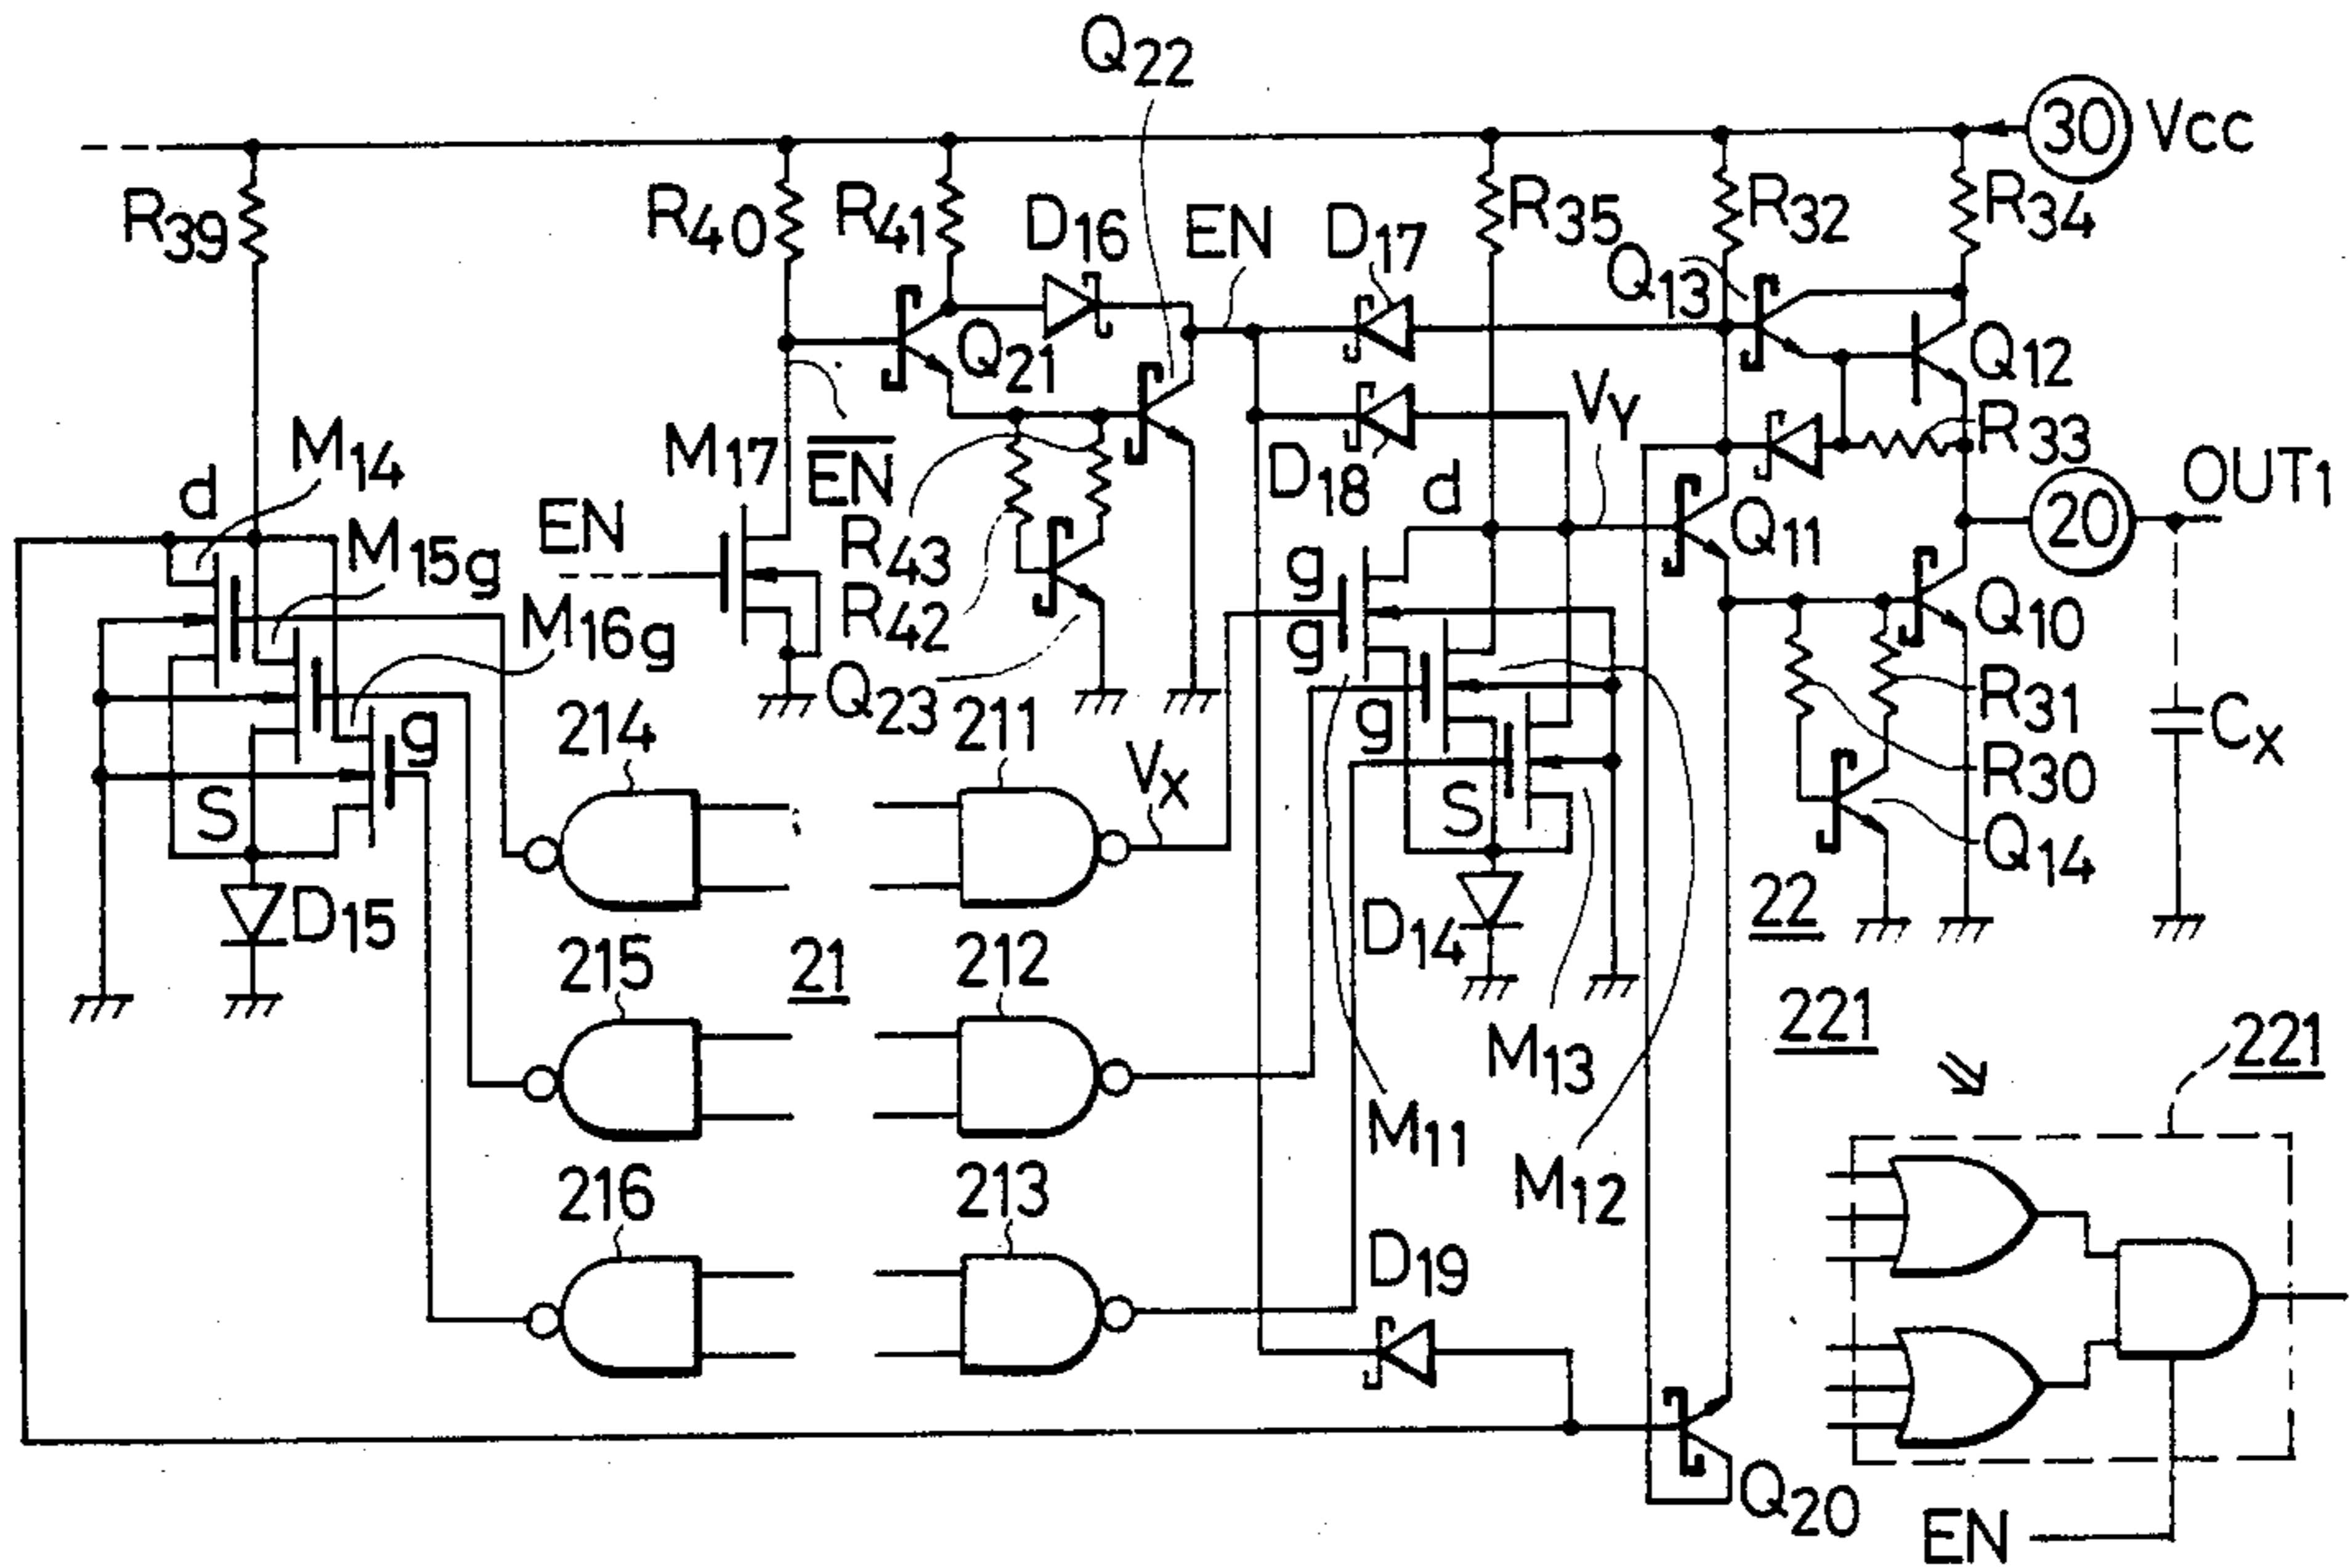 Q22
30 VCC
R39
R40
R41
D16
EN
D17
R35
R32
R34
Q13
Q21
Q12
M14
M17
EN
D18
VY
R33
d
d
OUT1
EN
M15g
R43
Q11
20
g
M16g
R42
g
Q10
Q23
R31
g
214
211
g
CX
VX
R30
S
S
Q14
D15
D14
22
215
21
212
221
M13
221
M11
216
213
M12
D19
Q20
EN